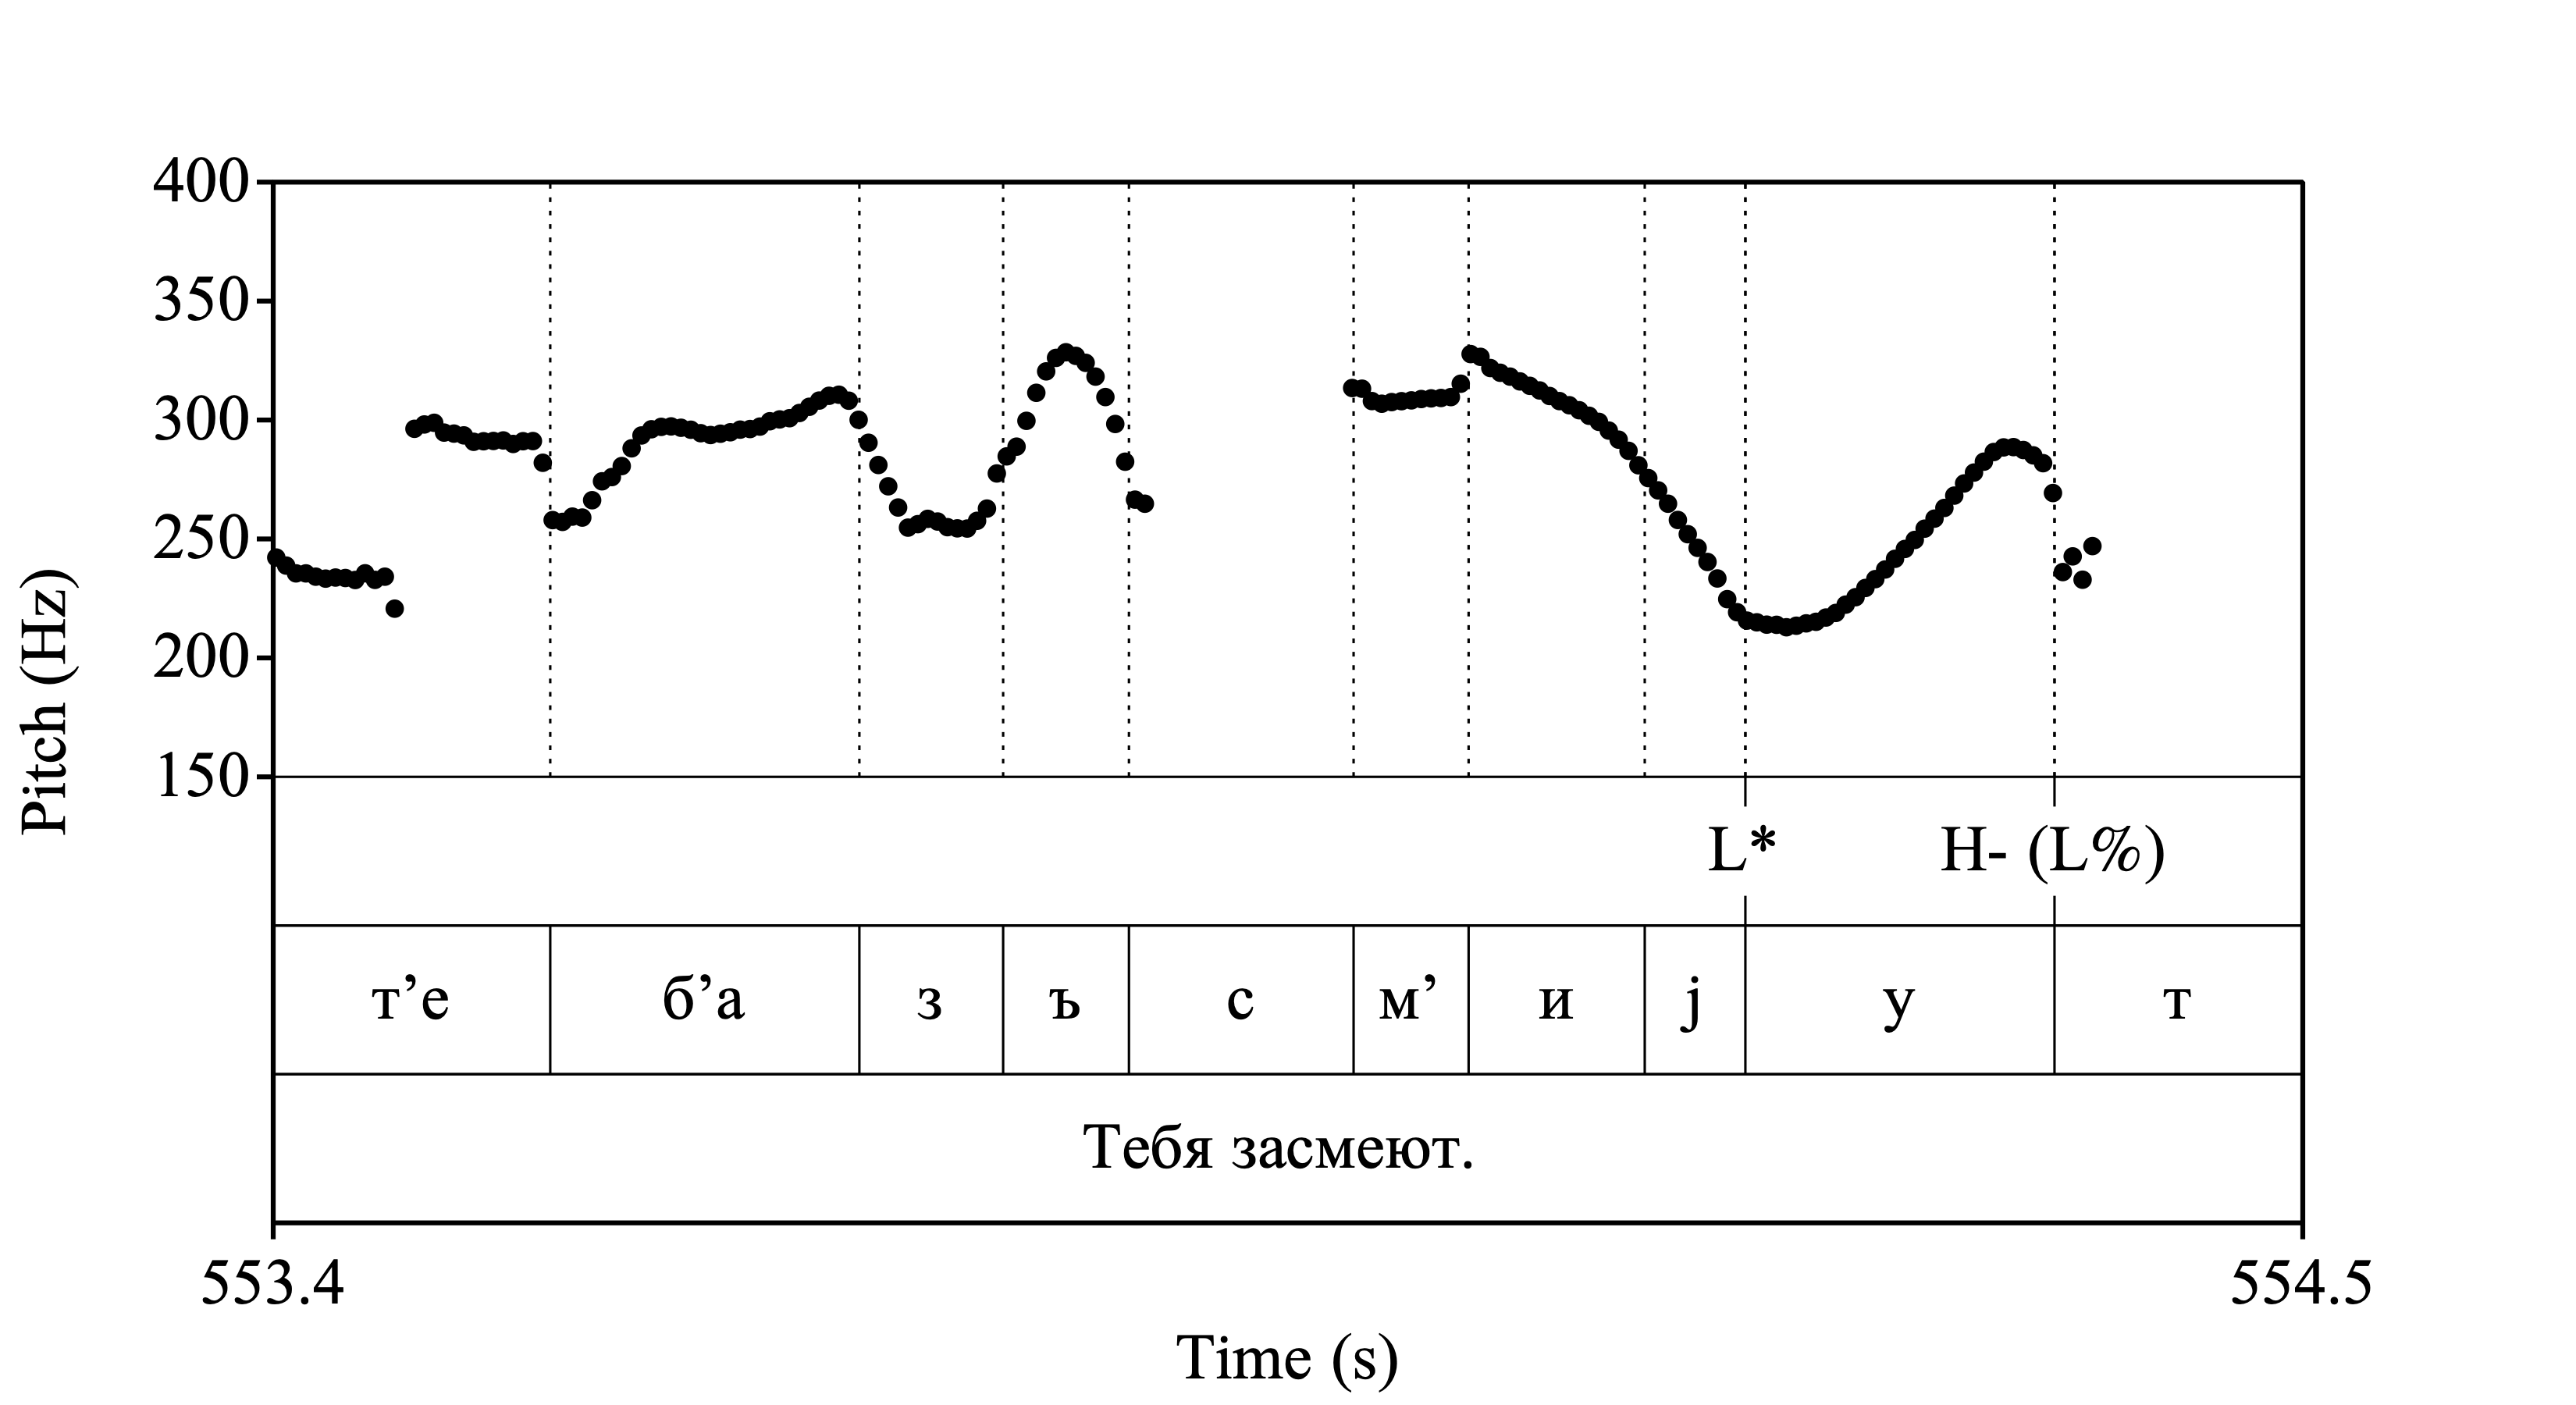 400
350
300
250
200
150
Pitch (Hz)
L* H- (L%)
т’е б’а з ъ с м’ и j у т
Тебя засмеют.
553.4 554.5
Time (s)